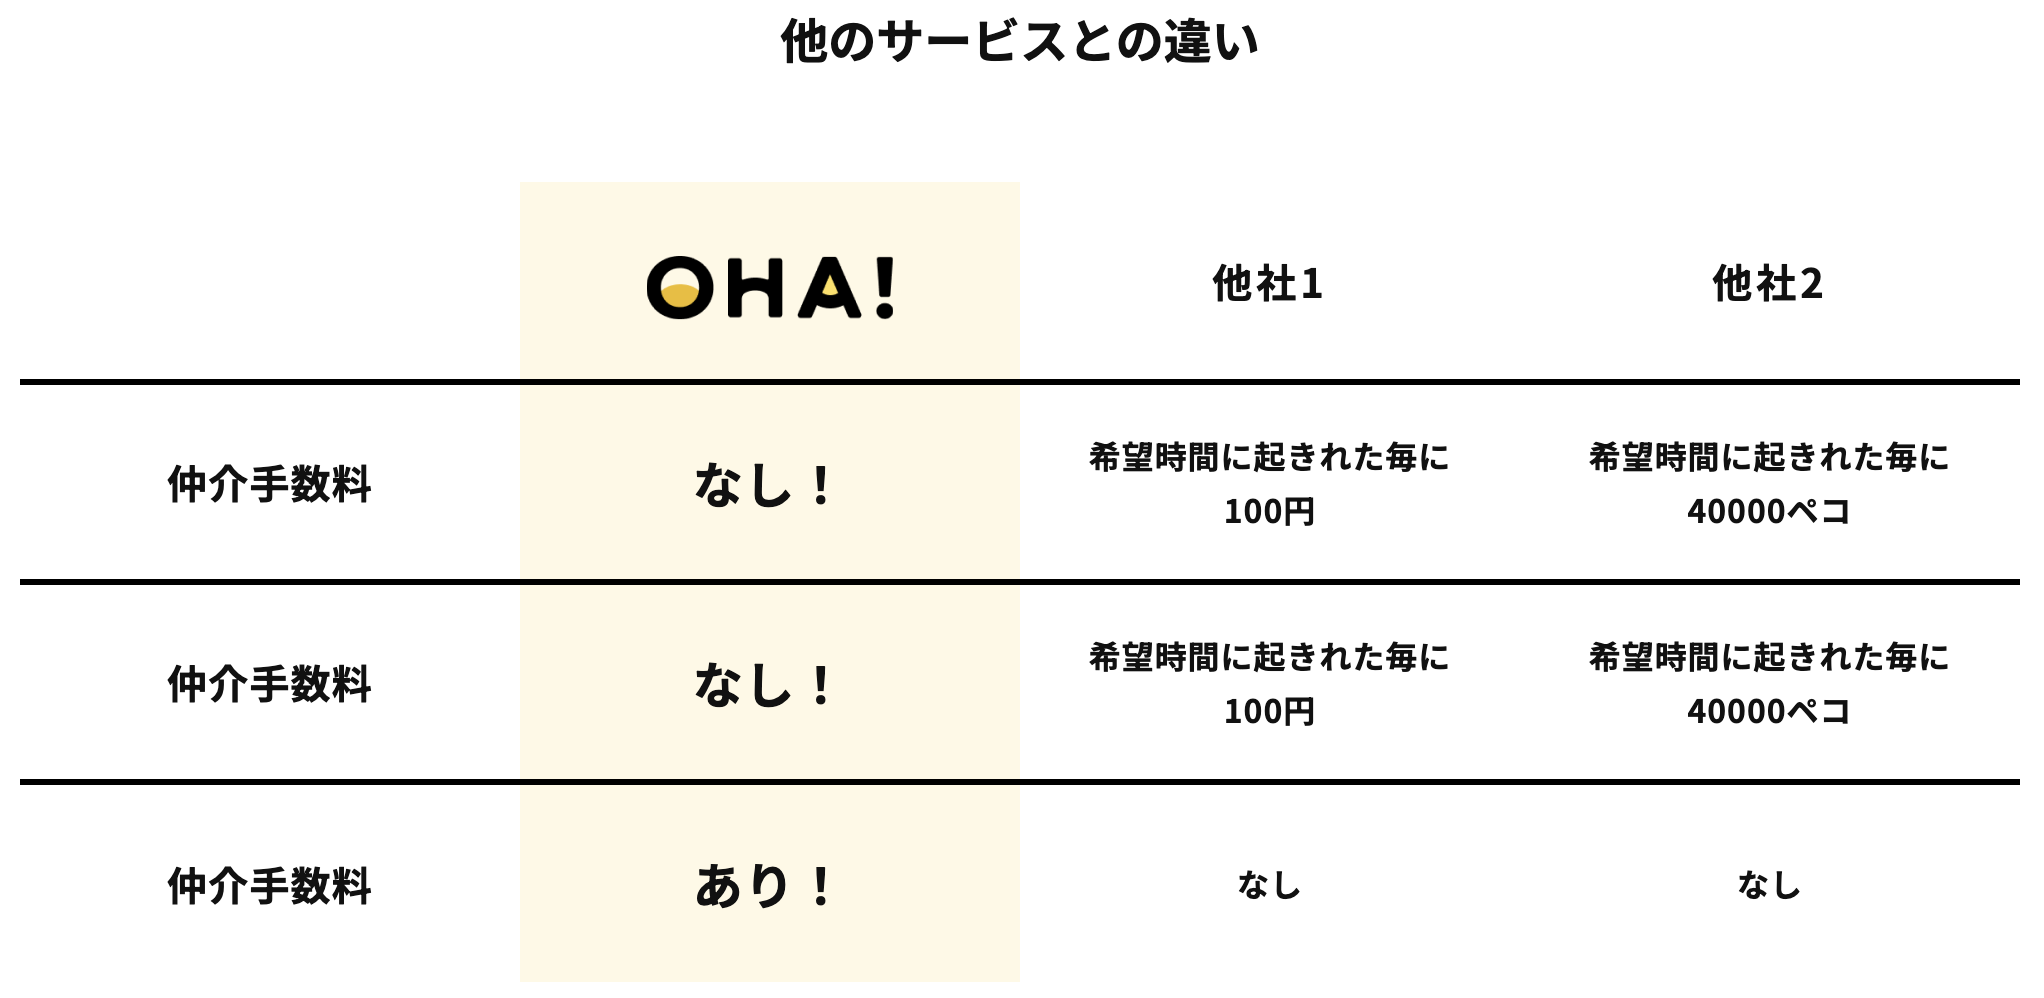 他のサービスとの違い
OHA!
他社1
他社2
仲介手数料
なし！
希望時間に起きれた毎に
100円
希望時間に起きれた毎に
40000ペコ
仲介手数料
なし！
希望時間に起きれた毎に
100円
希望時間に起きれた毎に
40000ペコ
仲介手数料
あり！
なし
なし